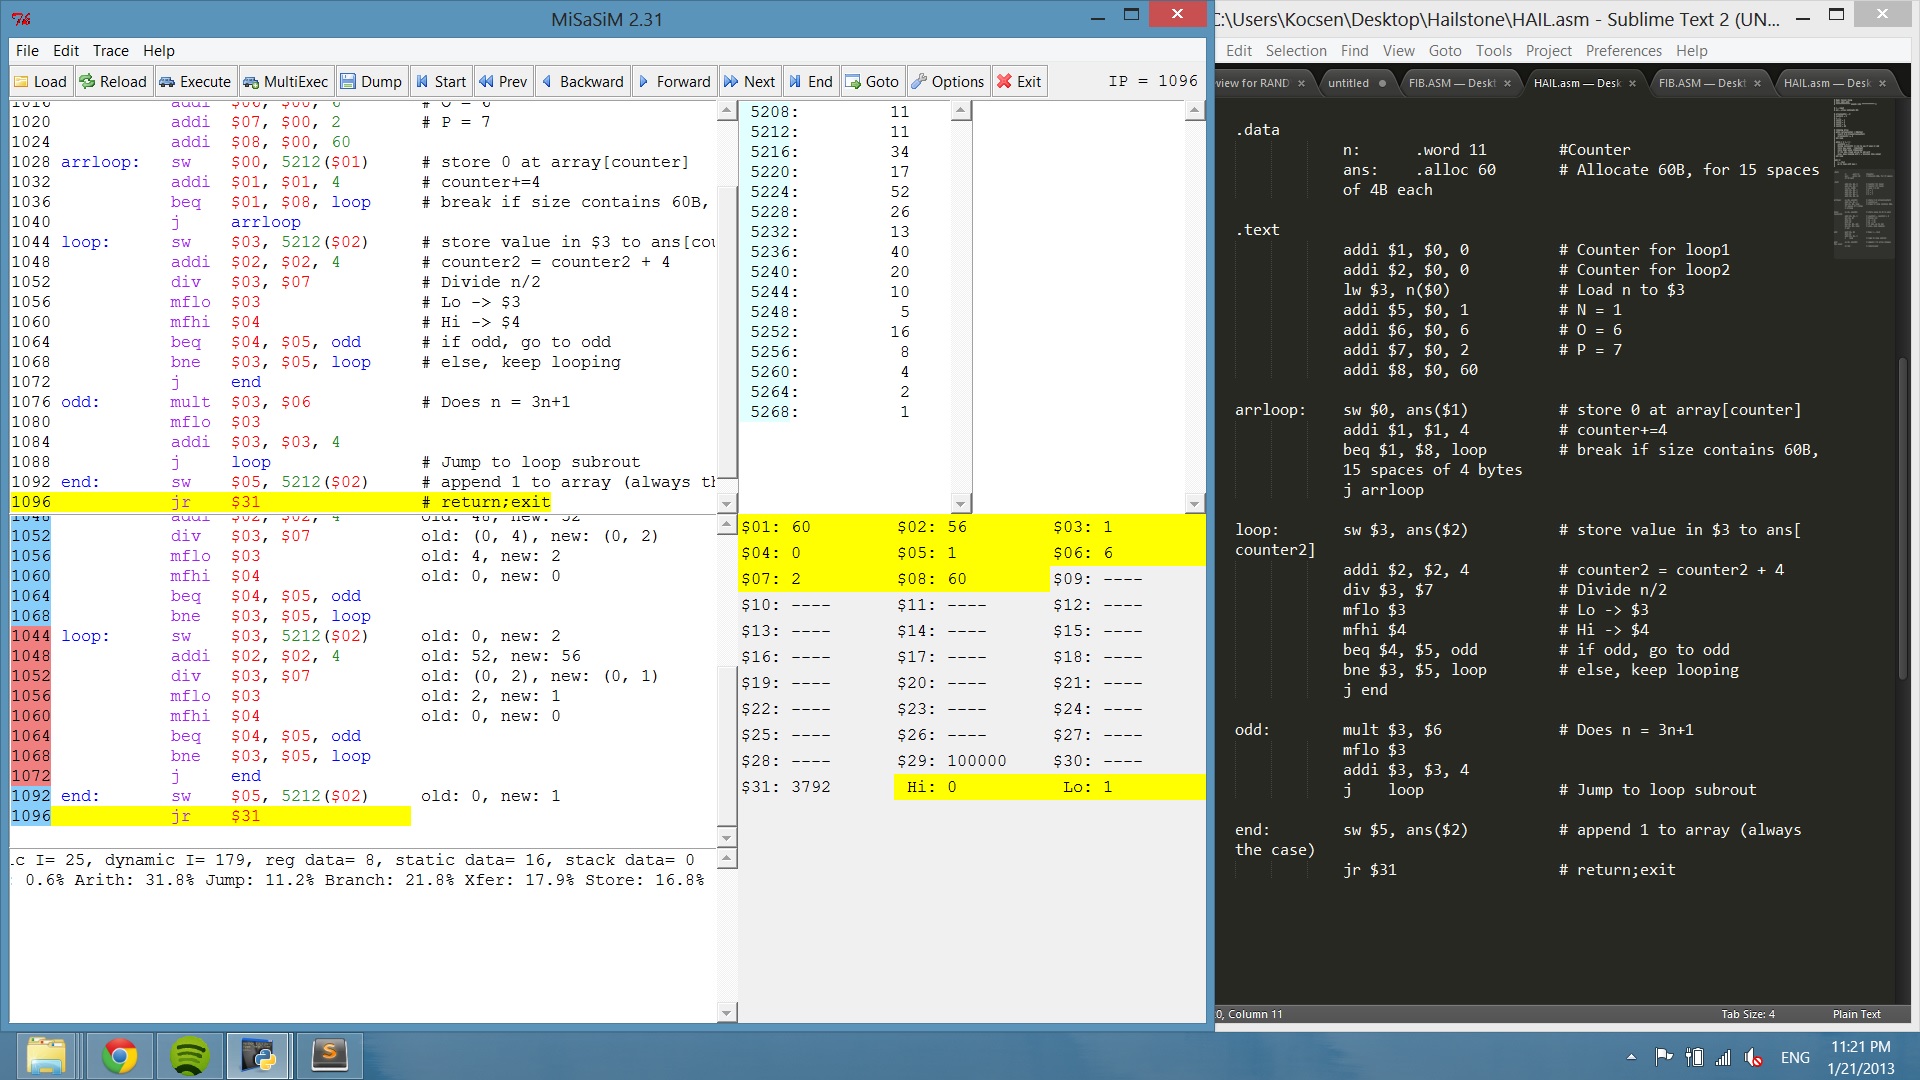 MiSaSiM 2.31
File Edit Trace Help
Load Reload Execute MultiExec Dump Start Prev Backward Forward Next End Goto Options Exit IP = 1096
1016 addi $06, $00, 6 # O = 6
1020 addi $07, $00, 2 # P = 7
1024 addi $08, $00, 60
1028 arrloop: sw $00, 5212($01) # store 0 at array[counter]
1032 addi $01, $01, 4 # counter+=4
1036 beq $01, $08, loop # break if size contains 60B,
1040 j arrloop
1044 loop: sw $03, 5212($02) # store value in $3 to ans[cou
1048 addi $02, $02, 4 # counter2 = counter2 + 4
1052 div $03, $07 # Divide n/2
1056 mflo $03 # Lo -> $3
1060 mfhi $04 # Hi -> $4
1064 beq $04, $05, odd # if odd, go to odd
1068 bne $03, $05, loop # else, keep looping
1072 j end
1076 odd: mult $03, $06 # Does n = 3n+1
1080 mflo $03
1084 addi $03, $03, 4
1088 j loop # Jump to loop subrout
1092 end: sw $05, 5212($02) # append 1 to array (always th
1096 jr $31 # return;exit
5208: 11
5212: 11
5216: 34
5220: 17
5224: 52
5228: 26
5232: 13
5236: 40
5240: 20
5244: 10
5248: 5
5252: 16
5256: 8
5260: 4
5264: 2
5268: 1
1048 addi $02, $02, 4 old: 48, new: 52
1052 div $03, $07 old: (0, 4), new: (0, 2)
1056 mflo $03 old: 4, new: 2
1060 mfhi $04 old: 0, new: 0
1064 beq $04, $05, odd
1068 bne $03, $05, loop
1044 loop: sw $03, 5212($02) old: 0, new: 2
1048 addi $02, $02, 4 old: 52, new: 56
1052 div $03, $07 old: (0, 2), new: (0, 1)
1056 mflo $03 old: 2, new: 1
1060 mfhi $04 old: 0, new: 0
1064 beq $04, $05, odd
1068 bne $03, $05, loop
1072 j end
1092 end: sw $05, 5212($02) old: 0, new: 1
1096 jr $31
$01: 60 $02: 56 $03: 1
$04: 0 $05: 1 $06: 6
$07: 2 $08: 60 $09: ----
$10: ---- $11: ---- $12: ----
$13: ---- $14: ---- $15: ----
$16: ---- $17: ---- $18: ----
$19: ---- $20: ---- $21: ----
$22: ---- $23: ---- $24: ----
$25: ---- $26: ---- $27: ----
$28: ---- $29: 100000 $30: ----
$31: 3792 Hi: 0 Lo: 1
c I= 25, dynamic I= 179, reg data= 8, static data= 16, stack data= 0
: 0.6% Arith: 31.8% Jump: 11.2% Branch: 21.8% Xfer: 17.9% Store: 16.8%
C:\Users\Kocsen\Desktop\Hailstone\HAIL.asm - Sublime Text 2 (UN...
Edit Selection Find View Goto Tools Project Preferences Help
view for RAND × untitled FIB.ASM — Deskt × HAIL.asm — Desk × FIB.ASM — Deskt × HAIL.asm — Desk ×
.data
n: .word 11 #Counter
ans: .alloc 60 # Allocate 60B, for 15 spaces
of 4B each
.text
addi $1, $0, 0 # Counter for loop1
addi $2, $0, 0 # Counter for loop2
lw $3, n($0) # Load n to $3
addi $5, $0, 1 # N = 1
addi $6, $0, 6 # O = 6
addi $7, $0, 2 # P = 7
addi $8, $0, 60
arrloop: sw $0, ans($1) # store 0 at array[counter]
addi $1, $1, 4 # counter+=4
beq $1, $8, loop # break if size contains 60B,
15 spaces of 4 bytes
j arrloop
loop: sw $3, ans($2) # store value in $3 to ans[
counter2]
addi $2, $2, 4 # counter2 = counter2 + 4
div $3, $7 # Divide n/2
mflo $3 # Lo -> $3
mfhi $4 # Hi -> $4
beq $4, $5, odd # if odd, go to odd
bne $3, $5, loop # else, keep looping
j end
odd: mult $3, $6 # Does n = 3n+1
mflo $3
addi $3, $3, 4
j loop # Jump to loop subrout
end: sw $5, ans($2) # append 1 to array (always
the case)
jr $31 # return;exit
0, Column 11 Tab Size: 4 Plain Text
ENG 11:21 PM
1/21/2013